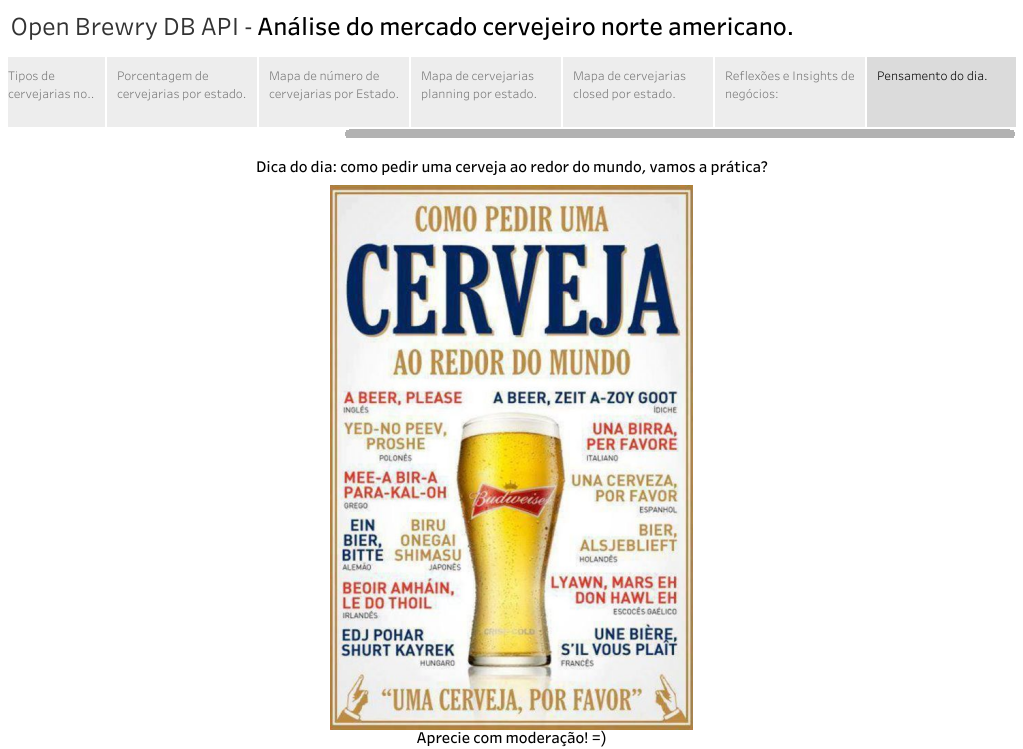 Open Brewry DB API - Análise do mercado cervejeiro norte americano.
Tipos de
cervejarias no..
Porcentagem de
cervejarias por estado.
Mapa de número de
cervejarias por Estado.
Mapa de cervejarias
planning por estado.
Mapa de cervejarias
closed por estado.
Reflexões e Insights de
negócios:
Pensamento do dia.
Dica do dia: como pedir uma cerveja ao redor do mundo, vamos a prática?
COMO PEDIR UMA
CERVEJA
AO REDOR DO MUNDO
A BEER, PLEASE
INGLÊS
A BEER, ZEIT A-ZOY GOOT
ÍDICHE
YED-NO PEEV,
PROSHE
POLONÊS
UNA BIRRA,
PER FAVORE
ITALIANO
MEE-A BIR-A
PARA-KAL-OH
GREGO
UNA CERVEZA,
POR FAVOR
ESPANHOL
EIN
BIER,
BITTE
ALEMÃO
BIRU
ONEGAI
SHIMASU
JAPONÊS
BIER,
ALSJEBLIEFT
HOLANDÊS
BEOIR AMHÁIN,
LE DO THOIL
IRLANDÊS
LYAWN, MARS EH
DON HAWL EH
ESCOCÊS GAÉLICO
EDJ POHAR
SHURT KAYREK
HUNGARO
UNE BIÈRE,
S'IL VOUS PLAÎT
FRANCÊS
Budweiser
“UMA CERVEJA, POR FAVOR”
Aprecie com moderação! =)